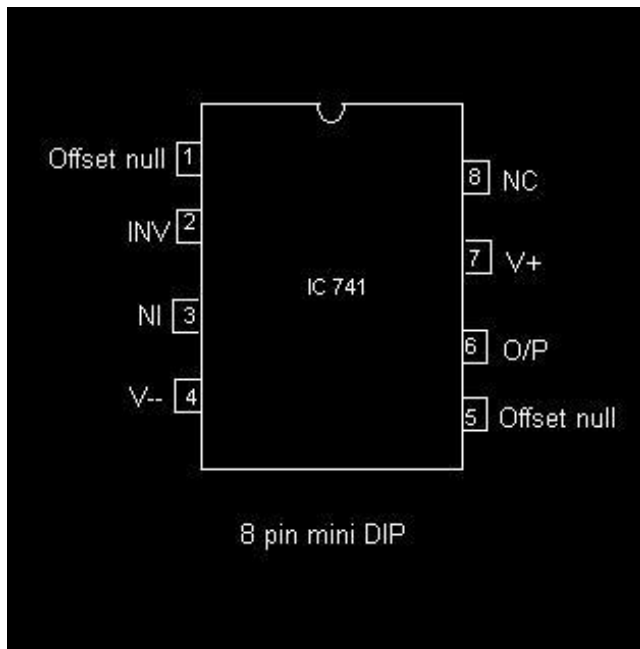 Offset null 1
INV 2
NI 3
V-- 4
8 NC
7 V+
6 O/P
5 Offset null
IC 741
8 pin mini DIP